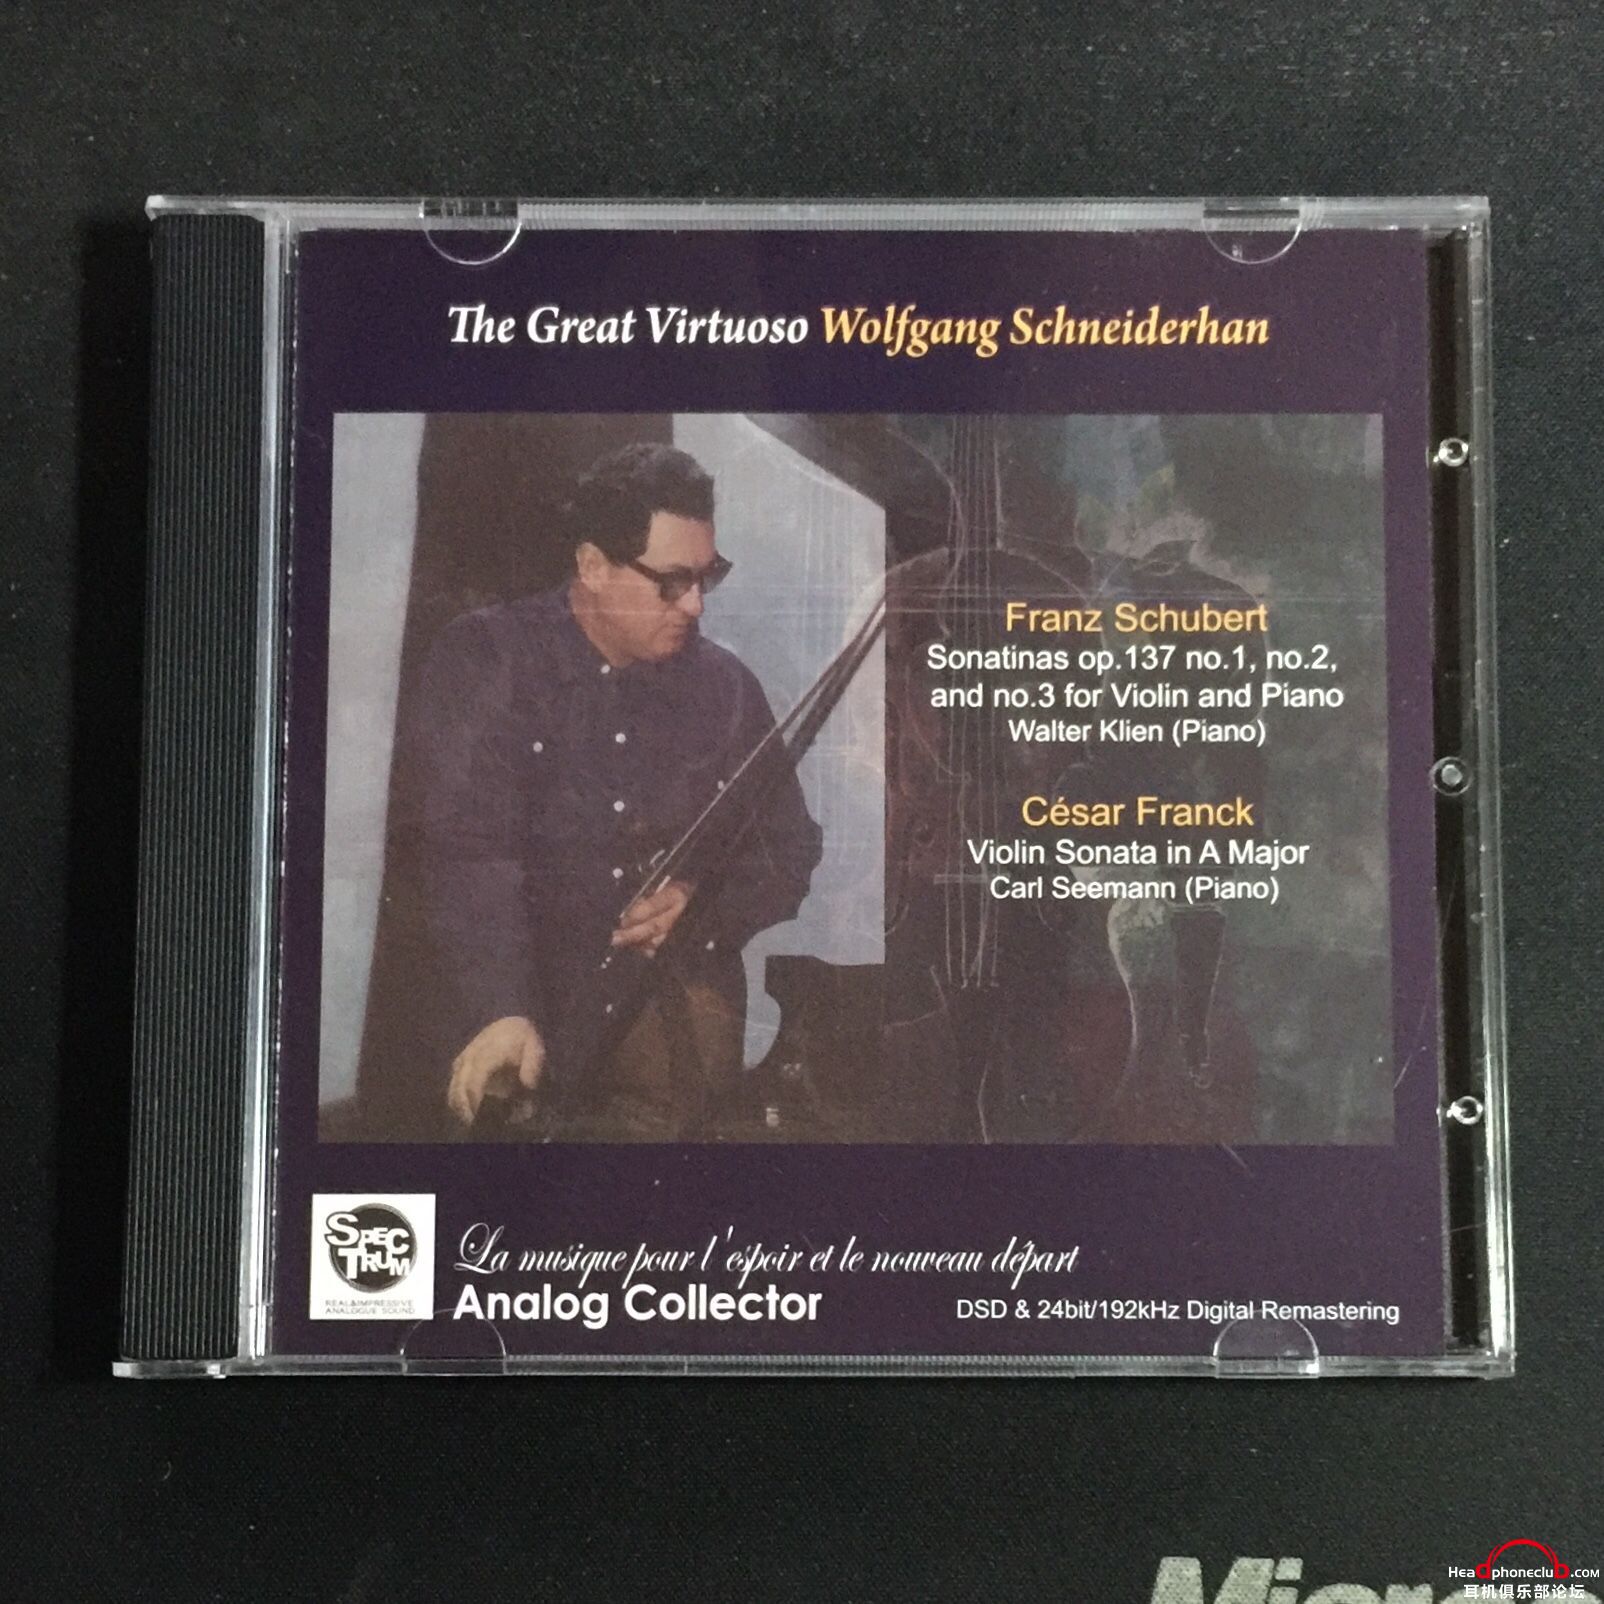 The Great Virtuoso Wolfgang Schneiderhan
Franz Schubert
Sonatinas op.137 no.1, no.2,
and no.3 for Violin and Piano
Walter Klien (Piano)
César Franck
Violin Sonata in A Major
Carl Seemann (Piano)
SPECTRUM
REAL&IMPRESSIVE
ANALOGUE SOUND
La musique pour l'espoir et le nouveau départ
Analog Collector
DSD & 24bit/192kHz Digital Remastering
Headphoneclub.com
耳机俱乐部论坛